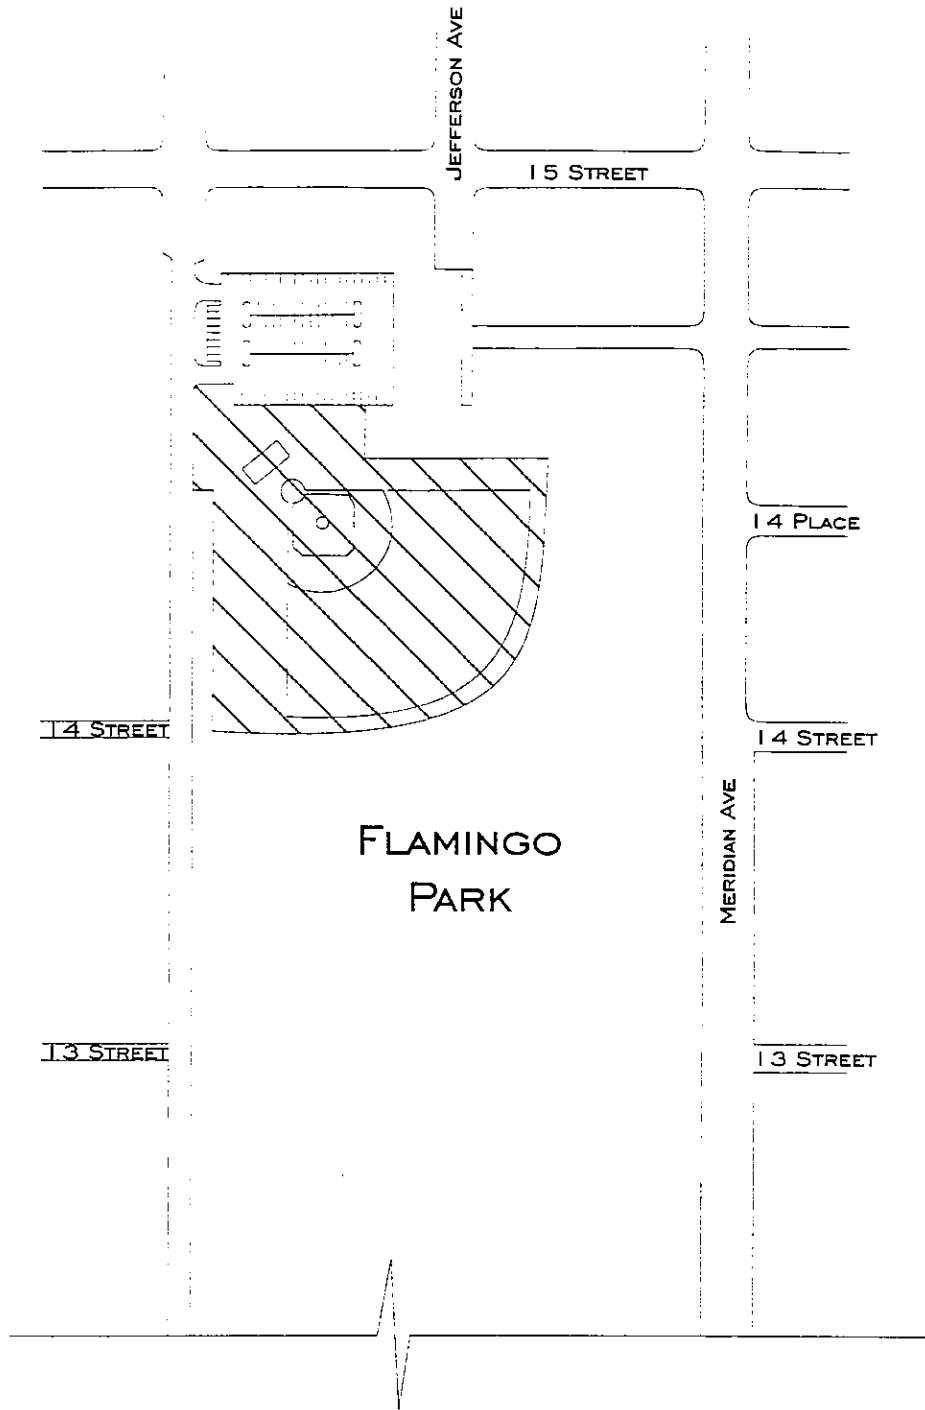 JEFFERSON AVE
15 STREET
14 PLACE
14 STREET
14 STREET
FLAMINGO
PARK
MERIDIAN AVE
13 STREET
13 STREET